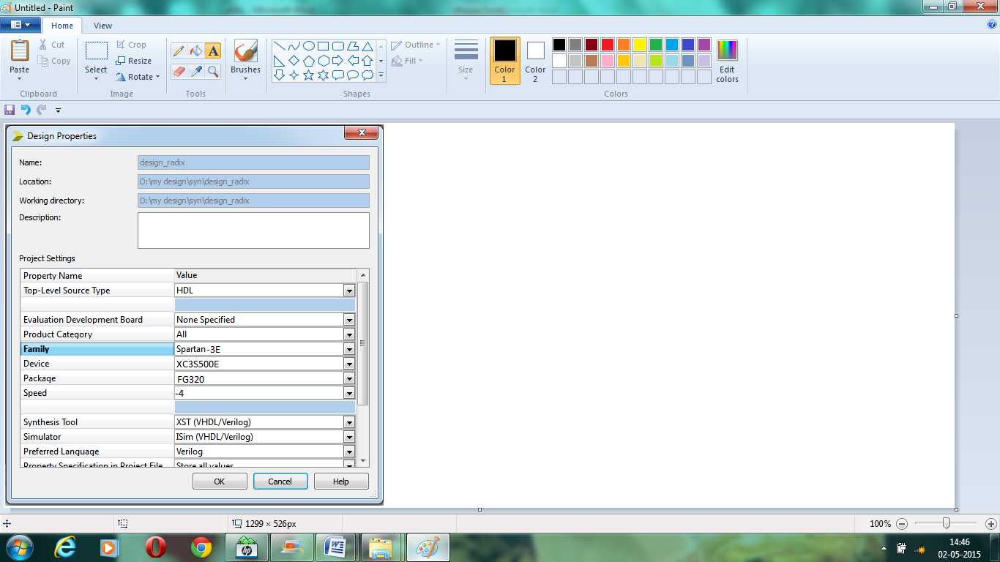 Untitled - Paint
Home View
Paste
Cut
Copy
Clipboard
Select
Crop
Resize
Rotate
Image
A
Tools
Brushes
Outline
Fill
Shapes
Size
Color 1
Color 2
Edit colors
Colors
Design Properties
Name: design_radix
Location: D:\my design\syn\design_radix
Working directory: D:\my design\syn\design_radix
Description:
Project Settings
Property Name Value
Top-Level Source Type HDL
Evaluation Development Board None Specified
Product Category All
Family Spartan-3E
Device XC3S500E
Package FG320
Speed -4
Synthesis Tool XST (VHDL/Verilog)
Simulator ISim (VHDL/Verilog)
Preferred Language Verilog
Property Specification in Project File Store all values
OK Cancel Help
1299 × 526px 100%
hp
W
14:46
02-05-2015